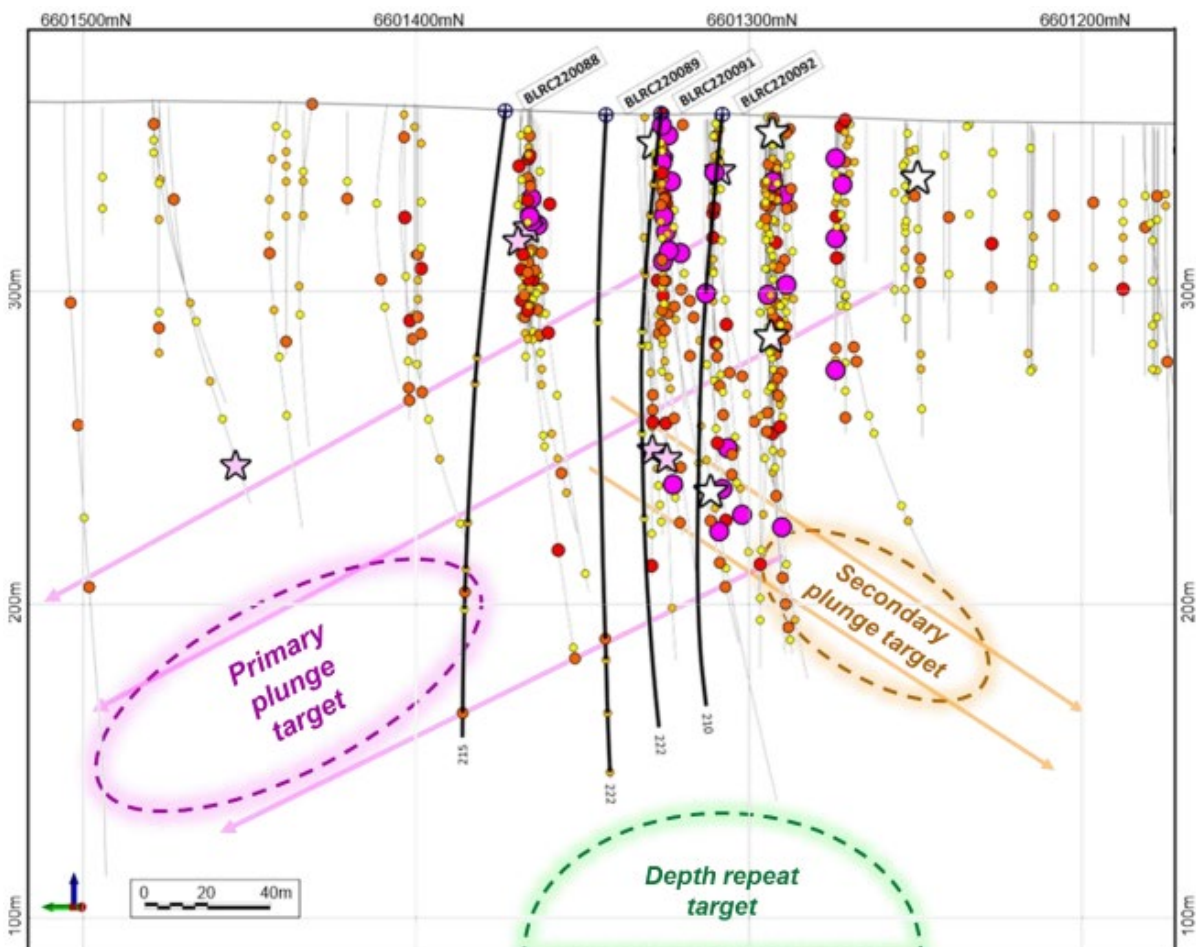 6601500mN
6601400mN
6601300mN
6601200mN
BLRC220088
BLRC220089
BLRC220091
BLRC220092
300m
300m
200m
200m
100m
100m
Primary
plunge
target
Secondary
plunge target
Depth repeat
target
215
222
222
210
0 20 40m